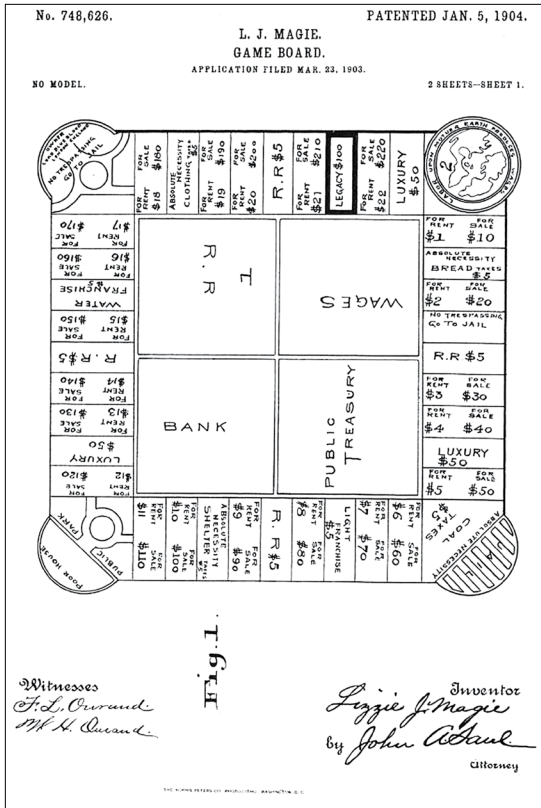 No. 748,626.
PATENTED JAN. 5, 1904.
L. J. MAGIE.
GAME BOARD.
APPLICATION FILED MAR. 23, 1903.
NO MODEL.
2 SHEETS—SHEET 1.
NO TRESPASSING
GO TO JAIL
FOR RENT $18
FOR SALE $180
ABSOLUTE NECESSITY
CLOTHING TAXES $5
FOR RENT $19
FOR SALE $190
FOR RENT $20
FOR SALE $200
R.R $5
FOR RENT $21
FOR SALE $210
LEGACY $100
FOR RENT $22
FOR SALE $220
LUXURY $50
LABOR UPON MOTHER EARTH PRODUCES WAGES
FOR RENT $1
FOR SALE $10
ABSOLUTE NECESSITY
BREAD TAXES $5
FOR RENT $2
FOR SALE $20
NO TRESPASSING
GO TO JAIL
R.R $5
FOR RENT $3
FOR SALE $30
FOR RENT $4
FOR SALE $40
LUXURY
$50
FOR RENT $5
FOR SALE $50
ABSOLUTE NECESSITY
COAL
TAXES
$5
FOR RENT $6
FOR SALE $60
FOR RENT $7
FOR SALE $70
LIGHT
FRANCHISE
$5
FOR RENT $8
FOR SALE $80
R.R $5
FOR RENT $9
FOR SALE $90
ABSOLUTE
NECESSITY
SHELTER TAXES $5
FOR RENT $10
FOR SALE $100
FOR RENT $11
FOR SALE $110
POOR HOUSE
PUBLIC
PARK
FOR RENT 12
FOR SALE $120
LUXURY
$50
FOR RENT $13
FOR SALE $130
FOR RENT $14
FOR SALE $140
R.R $5
FOR RENT $15
FOR SALE $150
WATER
FRANCHISE
$5
FOR RENT $16
FOR SALE $160
FOR RENT $17
FOR SALE $170
R.R
WAGES
BANK
PUBLIC
TREASURY
Fig.1.
Witnesses
Inventor
Lizzie J. Magie
by John
Attorney